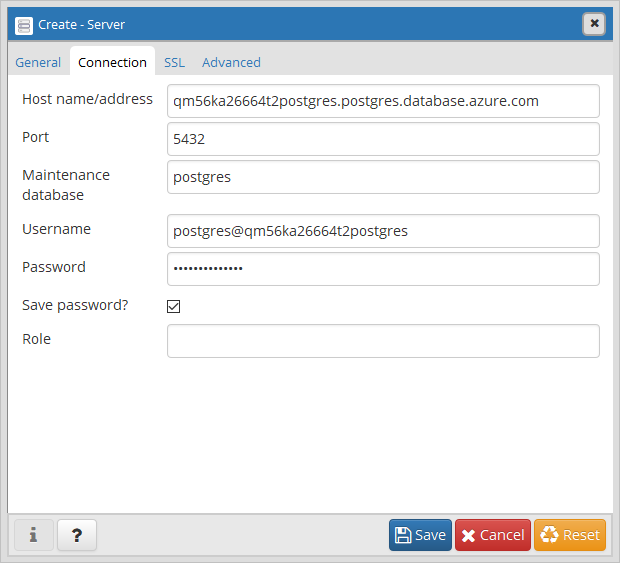 Create - Server
General Connection SSL Advanced
Host name/address qm56ka26664t2postgres.postgres.database.azure.com
Port 5432
Maintenance database postgres
Username postgres@qm56ka26664t2postgres
Password ••••••••••••••
Save password?
Role
i ? Save Cancel Reset